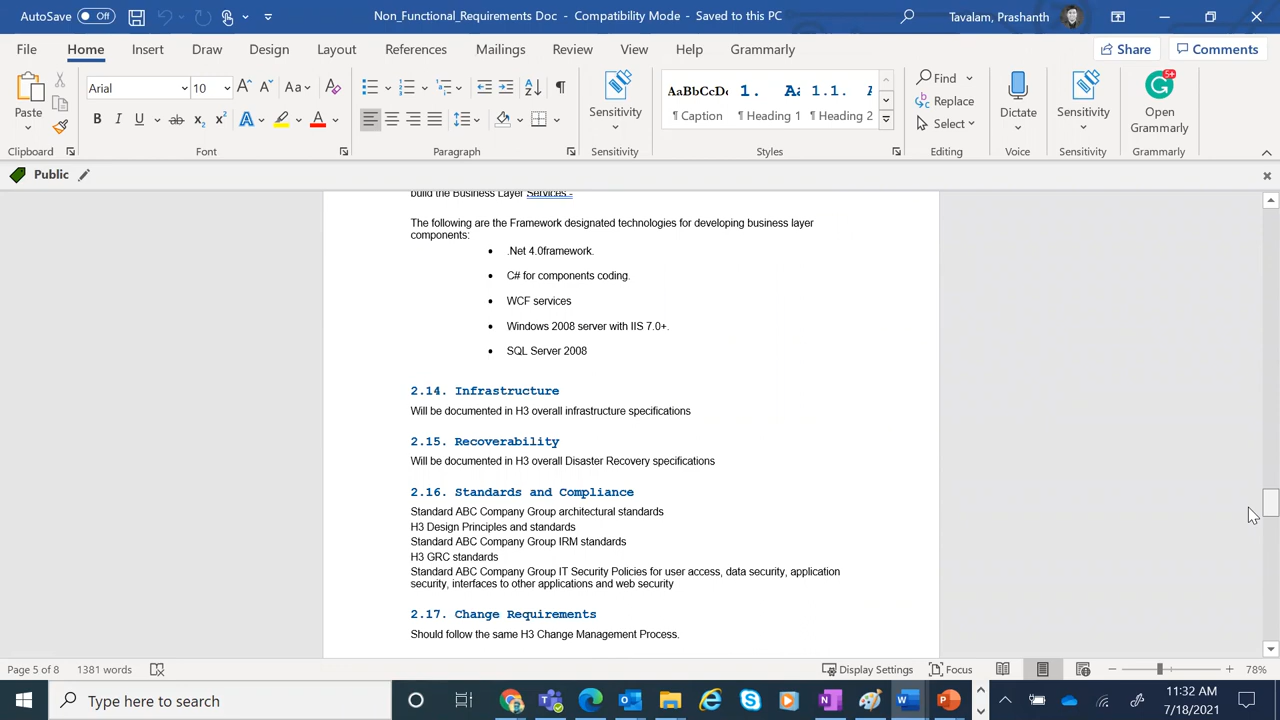 AutoSave Off Non_Functional_Requirements Doc - Compatibility Mode - Saved to this PC Tavalam, Prashanth
File Home Insert Draw Design Layout References Mailings Review View Help Grammarly Share Comments
Paste
Clipboard
Arial 10
Aa
B I U ab x₂ x² A A
Font
Paragraph
Sensitivity
Sensitivity
AaBbCcDc
¶ Caption
1. Aa
¶ Heading 1
1.1. A
¶ Heading 2
Styles
Find
Replace
Select
Editing
Dictate
Voice
Sensitivity
Sensitivity
5+
Open
Grammarly
Grammarly
Public
build the Business Layer Services -
The following are the Framework designated technologies for developing business layer
components:
• .Net 4.0framework.
• C# for components coding.
• WCF services
• Windows 2008 server with IIS 7.0+.
• SQL Server 2008
2.14. Infrastructure
Will be documented in H3 overall infrastructure specifications
2.15. Recoverability
Will be documented in H3 overall Disaster Recovery specifications
2.16. Standards and Compliance
Standard ABC Company Group architectural standards
H3 Design Principles and standards
Standard ABC Company Group IRM standards
H3 GRC standards
Standard ABC Company Group IT Security Policies for user access, data security, application
security, interfaces to other applications and web security
2.17. Change Requirements
Should follow the same H3 Change Management Process.
Page 5 of 8 1381 words Display Settings Focus 78%
Type here to search
11:32 AM
7/18/2021